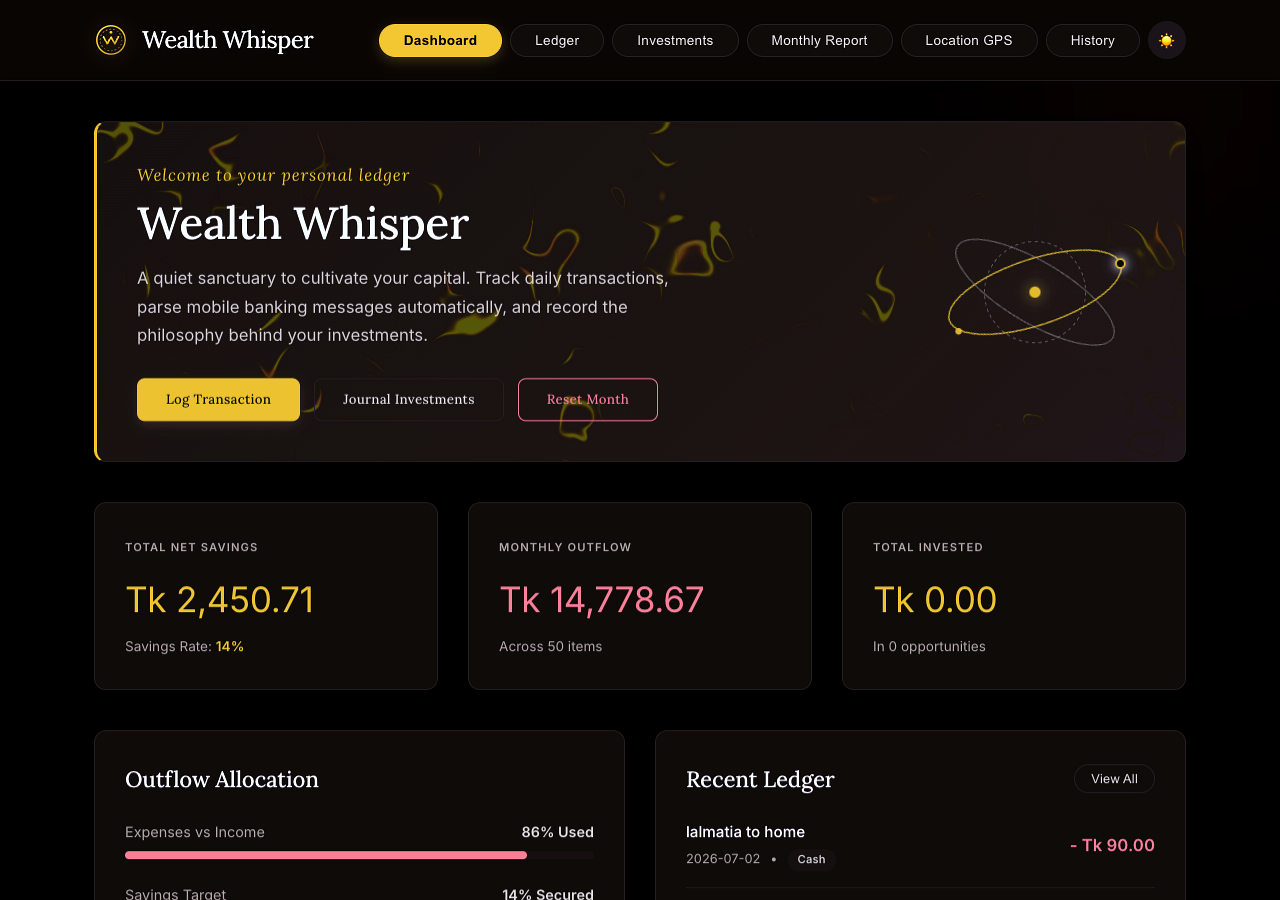 Wealth Whisper
Dashboard
Ledger
Investments
Monthly Report
Location GPS
History
Welcome to your personal ledger
Wealth Whisper
A quiet sanctuary to cultivate your capital. Track daily transactions,
parse mobile banking messages automatically, and record the
philosophy behind your investments.
Log Transaction
Journal Investments
Reset Month
TOTAL NET SAVINGS
Tk 2,450.71
Savings Rate: 14%
MONTHLY OUTFLOW
Tk 14,778.67
Across 50 items
TOTAL INVESTED
Tk 0.00
In 0 opportunities
Outflow Allocation
Expenses vs Income
86% Used
Savings Target
14% Secured
Recent Ledger
View All
lalmatia to home
2026-07-02 • Cash
- Tk 90.00